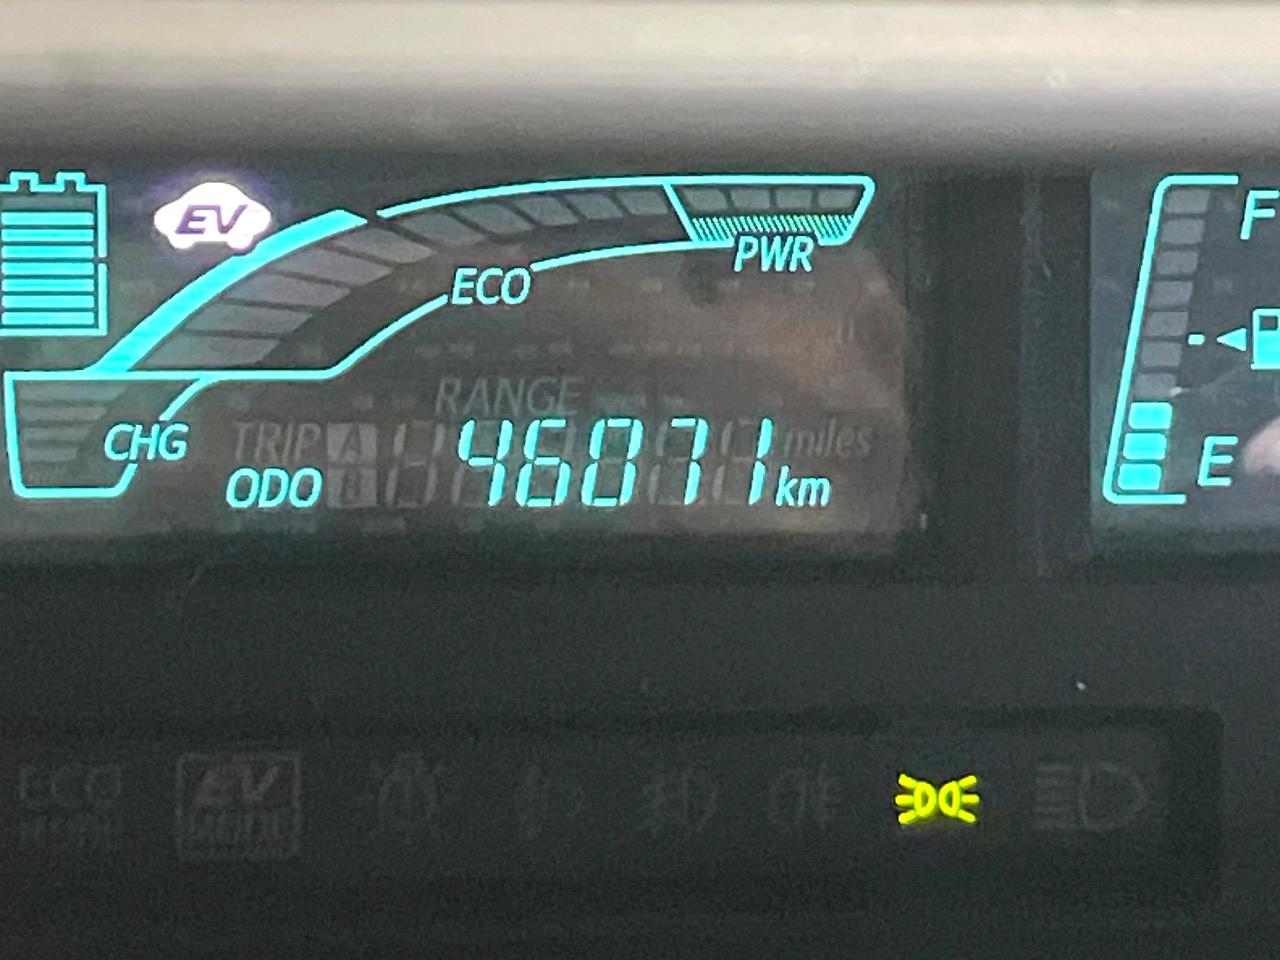 EV
F
PWR
ECO
RANGE
CHG
TRIP A
miles
ODO
B
46071 km
E
ECO
MODE
EV
MODE